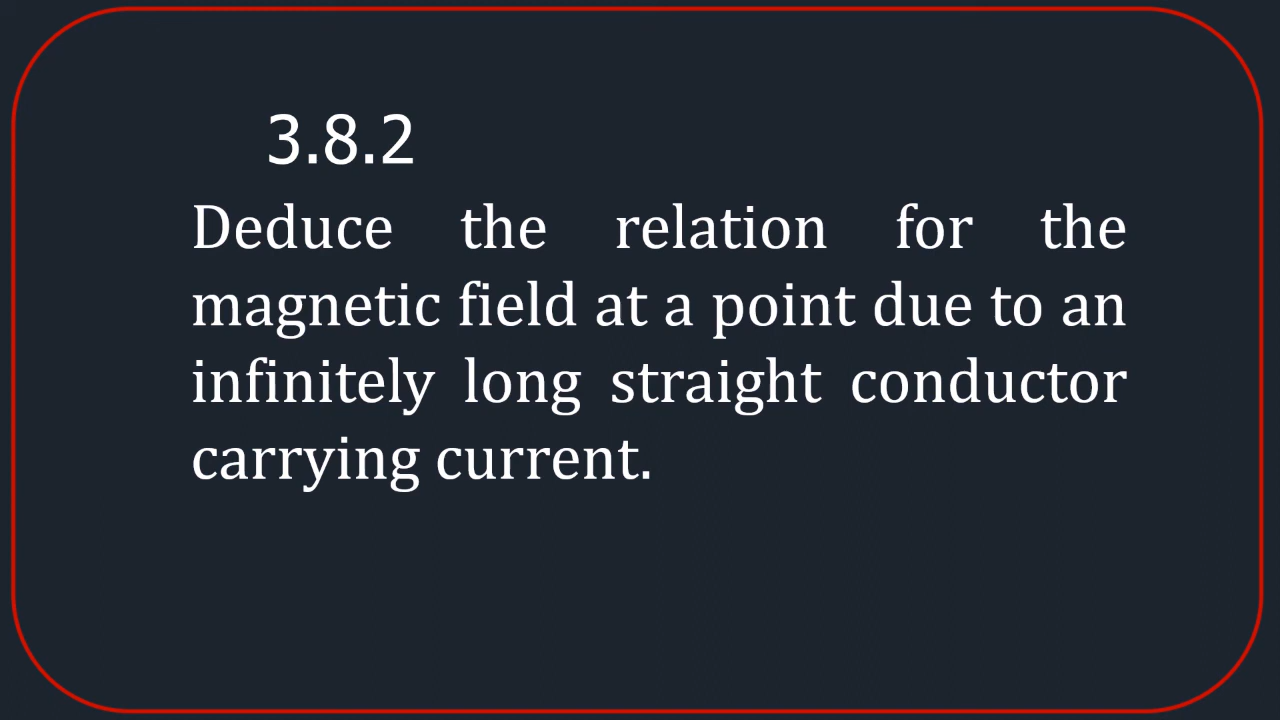 3.8.2
Deduce the relation for the
magnetic field at a point due to an
infinitely long straight conductor
carrying current.